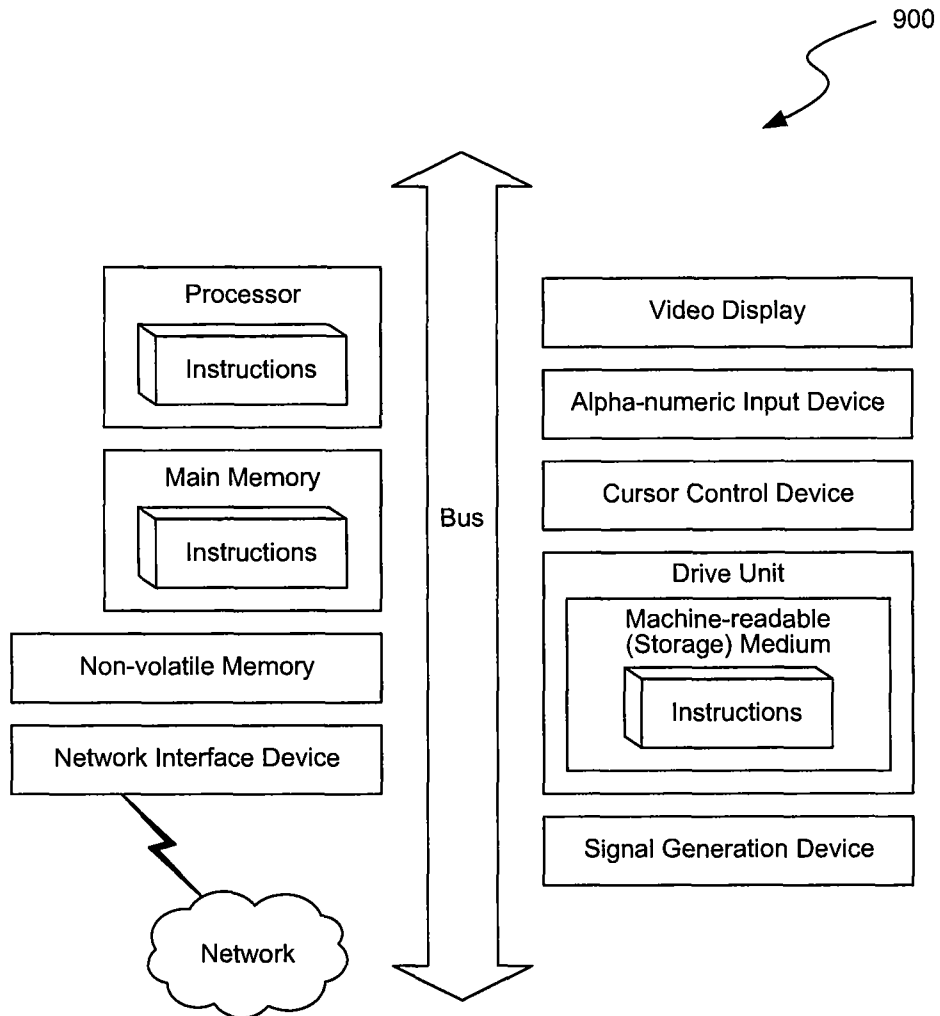 900
Processor
Instructions
Main Memory
Instructions
Non-volatile Memory
Network Interface Device
Network
Bus
Video Display
Alpha-numeric Input Device
Cursor Control Device
Drive Unit
Machine-readable
(Storage) Medium
Instructions
Signal Generation Device